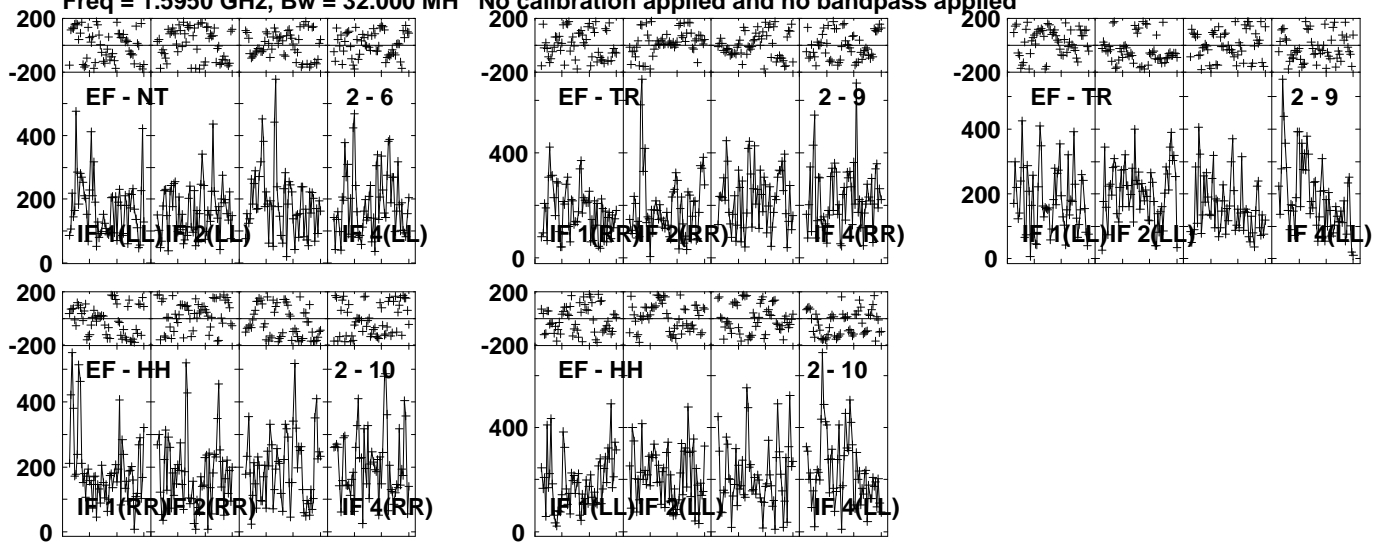 Freq = 1.5950 GHz, Bw = 32.000 MH No calibration applied and no bandpass applied
200 200 200
-200 -200 -200
EF - NT 2 - 6 EF - TR 2 - 9 EF - TR 2 - 9
400 400 400
200 200
0 0 0
IF 1(LL) IF 2(LL) IF 4(LL) IF 1(RR) IF 2(RR) IF 4(RR) IF 1(LL) IF 2(LL) IF 4(LL)
200 200
-200 -200
EF - HH 2 - 10 EF - HH 2 - 10
400 400
200
0 0
IF 1(RR) IF 2(RR) IF 4(RR) IF 1(LL) IF 2(LL) IF 4(LL)